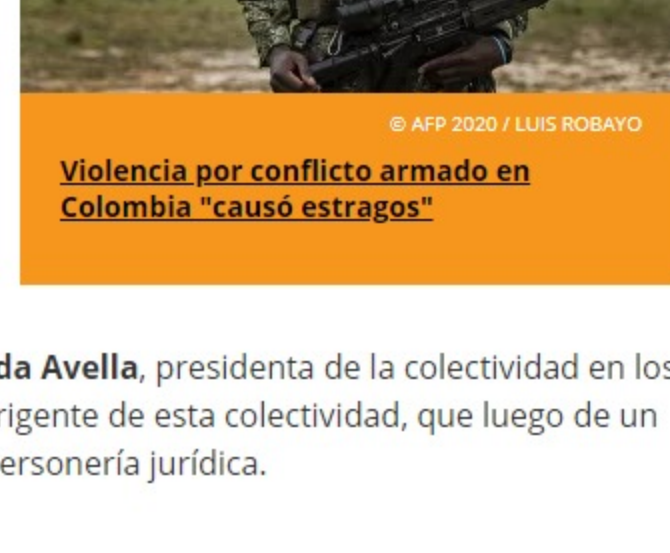 © AFP 2020 / LUIS ROBAYO
Violencia por conflicto armado en
Colombia "causó estragos"
da Avella, presidenta de la colectividad en los
rigente de esta colectividad, que luego de un
ersonería jurídica.